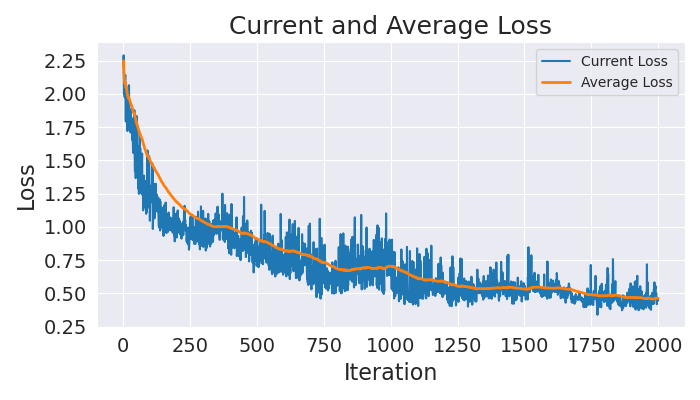 Current and Average Loss
Current Loss
Average Loss
Loss
2.25
2.00
1.75
1.50
1.25
1.00
0.75
0.50
0.25
0 250 500 750 1000 1250 1500 1750 2000
Iteration